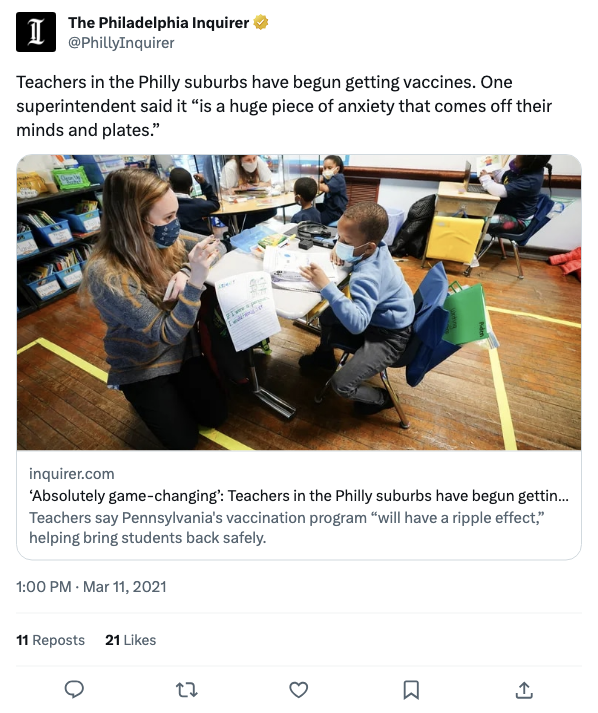 The Philadelphia Inquirer
@PhillyInquirer
Teachers in the Philly suburbs have begun getting vaccines. One
superintendent said it “is a huge piece of anxiety that comes off their
minds and plates.”
inquirer.com
‘Absolutely game-changing’: Teachers in the Philly suburbs have begun gettin...
Teachers say Pennsylvania's vaccination program “will have a ripple effect,”
helping bring students back safely.
1:00 PM · Mar 11, 2021
11 Reposts 21 Likes